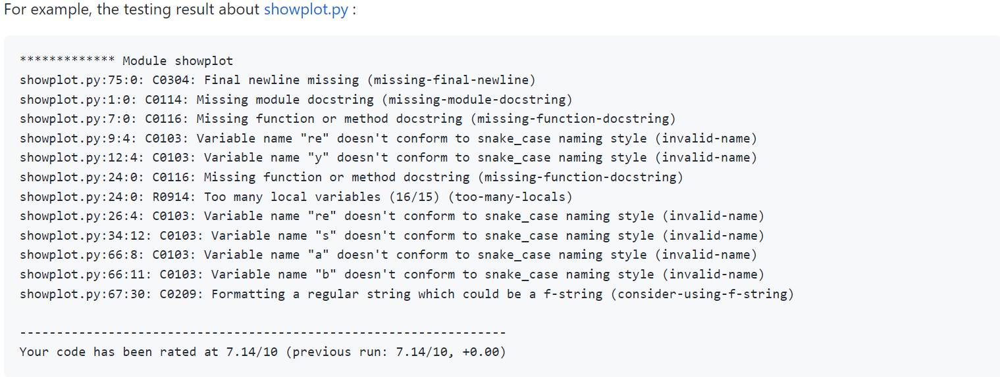 For example, the testing result about showplot.py :
************* Module showplot
showplot.py:75:0: C0304: Final newline missing (missing-final-newline)
showplot.py:1:0: C0114: Missing module docstring (missing-module-docstring)
showplot.py:7:0: C0116: Missing function or method docstring (missing-function-docstring)
showplot.py:9:4: C0103: Variable name "re" doesn't conform to snake_case naming style (invalid-name)
showplot.py:12:4: C0103: Variable name "y" doesn't conform to snake_case naming style (invalid-name)
showplot.py:24:0: C0116: Missing function or method docstring (missing-function-docstring)
showplot.py:24:0: R0914: Too many local variables (16/15) (too-many-locals)
showplot.py:26:4: C0103: Variable name "re" doesn't conform to snake_case naming style (invalid-name)
showplot.py:34:12: C0103: Variable name "s" doesn't conform to snake_case naming style (invalid-name)
showplot.py:66:8: C0103: Variable name "a" doesn't conform to snake_case naming style (invalid-name)
showplot.py:66:11: C0103: Variable name "b" doesn't conform to snake_case naming style (invalid-name)
showplot.py:67:30: C0209: Formatting a regular string which could be a f-string (consider-using-f-string)
------------------------------------------------------------------
Your code has been rated at 7.14/10 (previous run: 7.14/10, +0.00)